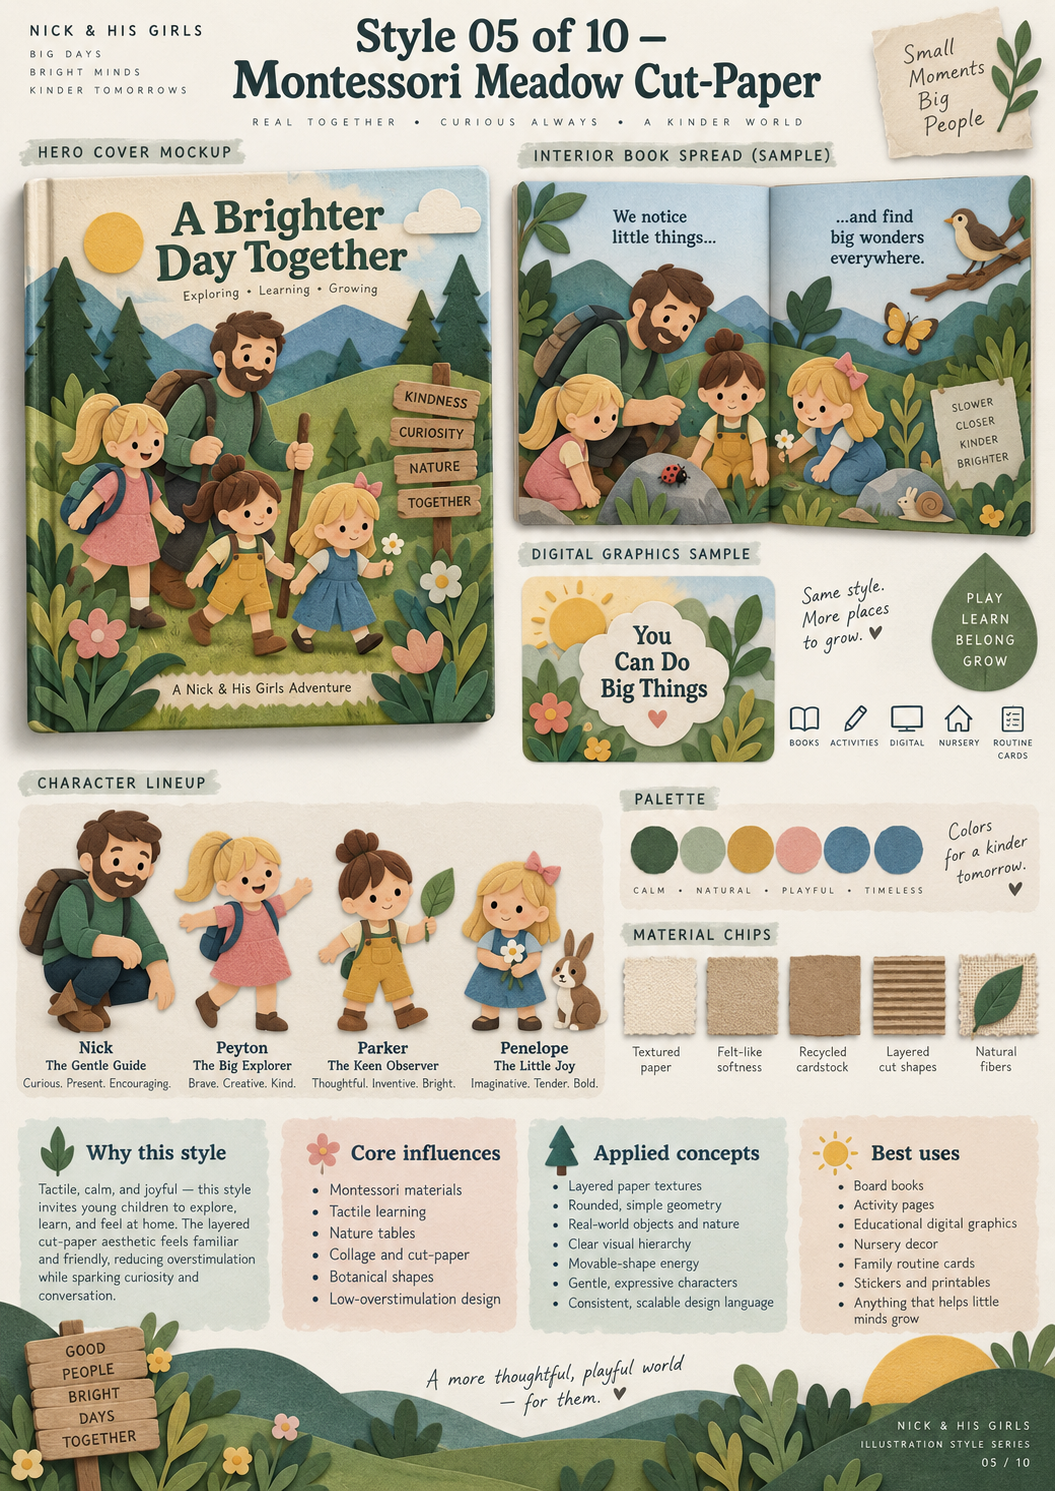 NICK & HIS GIRLS
BIG DAYS
BRIGHT MINDS
KINDER TOMORROWS
Style 05 of 10 –
Montessori Meadow Cut-Paper
REAL TOGETHER • CURIOUS ALWAYS • A KINDER WORLD
Small
Moments
Big
People
HERO COVER MOCKUP
A Brighter
Day Together
Exploring • Learning • Growing
KINDNESS
CURIOSITY
NATURE
TOGETHER
A Nick & His Girls Adventure
INTERIOR BOOK SPREAD (SAMPLE)
We notice
little things...
...and find
big wonders
everywhere.
SLOWER
CLOSER
KINDER
BRIGHTER
DIGITAL GRAPHICS SAMPLE
You
Can Do
Big Things
Same style.
More places
to grow.
PLAY
LEARN
BELONG
GROW
BOOKS
ACTIVITIES
DIGITAL
NURSERY
ROUTINE
CARDS
CHARACTER LINEUP
Nick
The Gentle Guide
Curious. Present. Encouraging.
Peyton
The Big Explorer
Brave. Creative. Kind.
Parker
The Keen Observer
Thoughtful. Inventive. Bright.
Penelope
The Little Joy
Imaginative. Tender. Bold.
PALETTE
CALM • NATURAL • PLAYFUL • TIMELESS
Colors
for a kinder
tomorrow.
MATERIAL CHIPS
Textured
paper
Felt-like
softness
Recycled
cardstock
Layered
cut shapes
Natural
fibers
Why this style
Tactile, calm, and joyful — this style
invites young children to explore,
learn, and feel at home. The layered
cut-paper aesthetic feels familiar
and friendly, reducing overstimulation
while sparking curiosity and
conversation.
Core influences
• Montessori materials
• Tactile learning
• Nature tables
• Collage and cut-paper
• Botanical shapes
• Low-overstimulation design
Applied concepts
• Layered paper textures
• Rounded, simple geometry
• Real-world objects and nature
• Clear visual hierarchy
• Movable-shape energy
• Gentle, expressive characters
• Consistent, scalable design language
Best uses
• Board books
• Activity pages
• Educational digital graphics
• Nursery decor
• Family routine cards
• Stickers and printables
• Anything that helps little
minds grow
GOOD
PEOPLE
BRIGHT
DAYS
TOGETHER
A more thoughtful, playful world
— for them.
NICK & HIS GIRLS
ILLUSTRATION STYLE SERIES
05 / 10